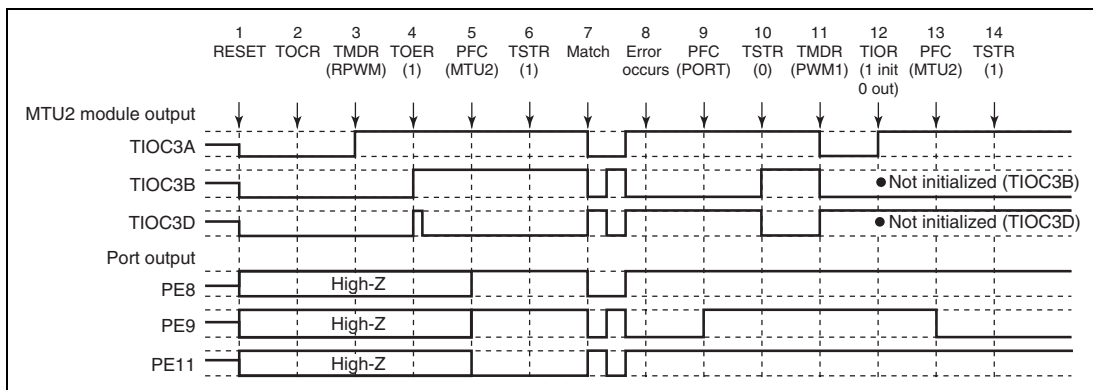 1 2 3 4 5 6 7 8 9 10 11 12 13 14
RESET TOCR TMDR TOER PFC TSTR Match Error PFC TSTR TMDR TIOR PFC TSTR
(RPWM) (1) (MTU2) (1) occurs (PORT) (0) (PWM1) (1 init (MTU2) (1)
0 out)
MTU2 module output
TIOC3A
TIOC3B
● Not initialized (TIOC3B)
TIOC3D
● Not initialized (TIOC3D)
Port output
PE8
High-Z
PE9
High-Z
PE11
High-Z